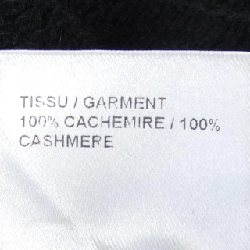 TISSU / GARMENT
100% CACHEMIRE / 100%
CASHMERE